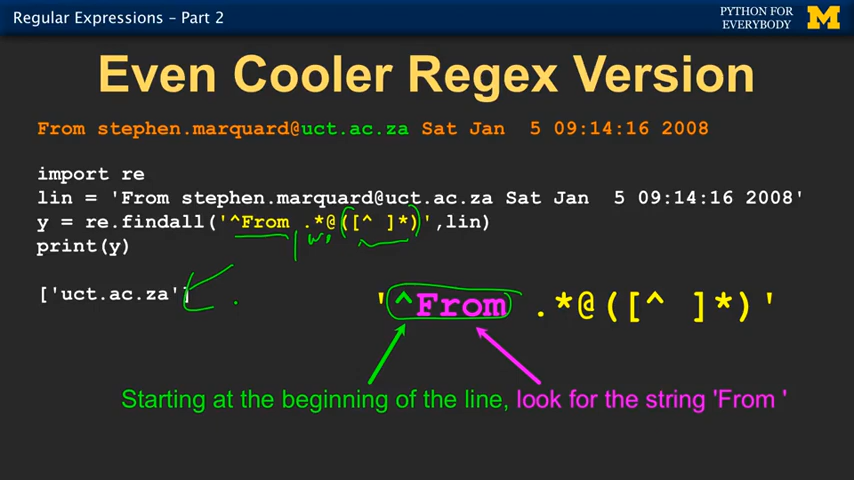 Regular Expressions – Part 2
PYTHON FOR
EVERYBODY
M
Even Cooler Regex Version
From stephen.marquard@uct.ac.za Sat Jan  5 09:14:16 2008
import re
lin = 'From stephen.marquard@uct.ac.za Sat Jan  5 09:14:16 2008'
y = re.findall('^From .*@([^ ]*)',lin)
print(y)
['uct.ac.za']
'^From .*@([^ ]*)'
Starting at the beginning of the line, look for the string 'From '